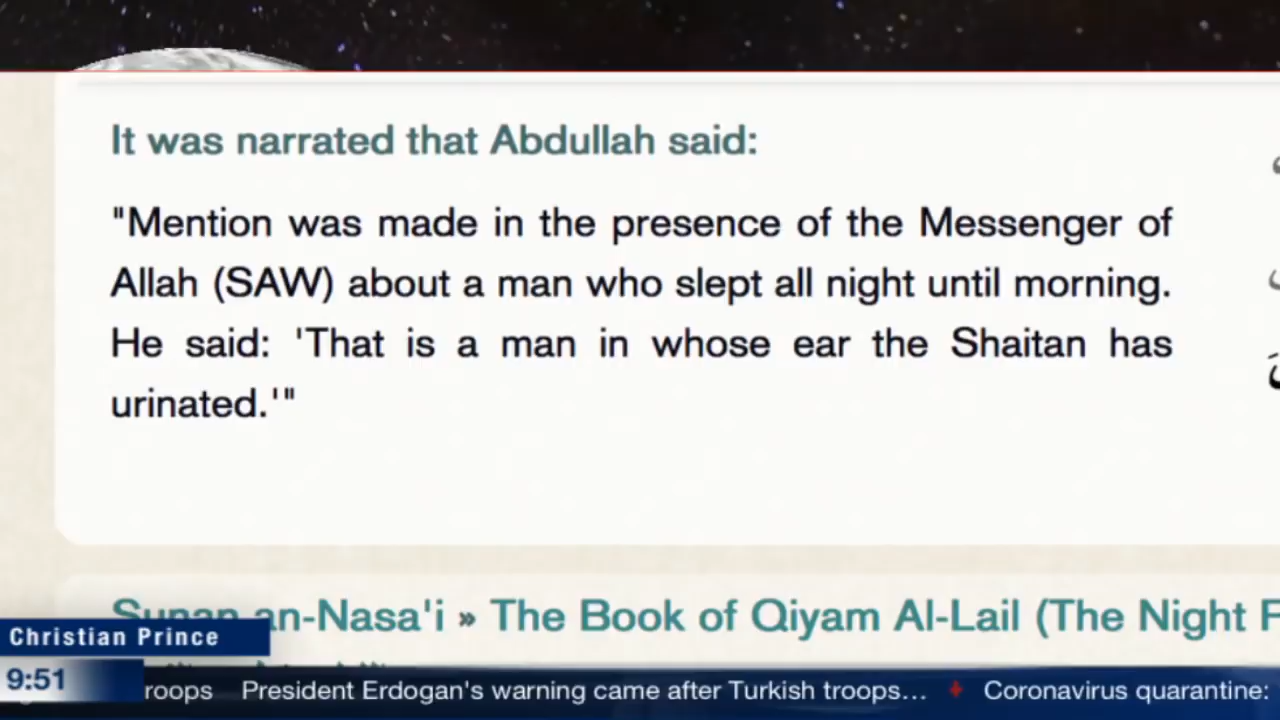 It was narrated that Abdullah said:
"Mention was made in the presence of the Messenger of
Allah (SAW) about a man who slept all night until morning.
He said: 'That is a man in whose ear the Shaitan has
urinated.'"
Sunan an-Nasa'i » The Book of Qiyam Al-Lail (The Night
Christian Prince
9:51
roops President Erdogan's warning came after Turkish troops... Coronavirus quarantine: